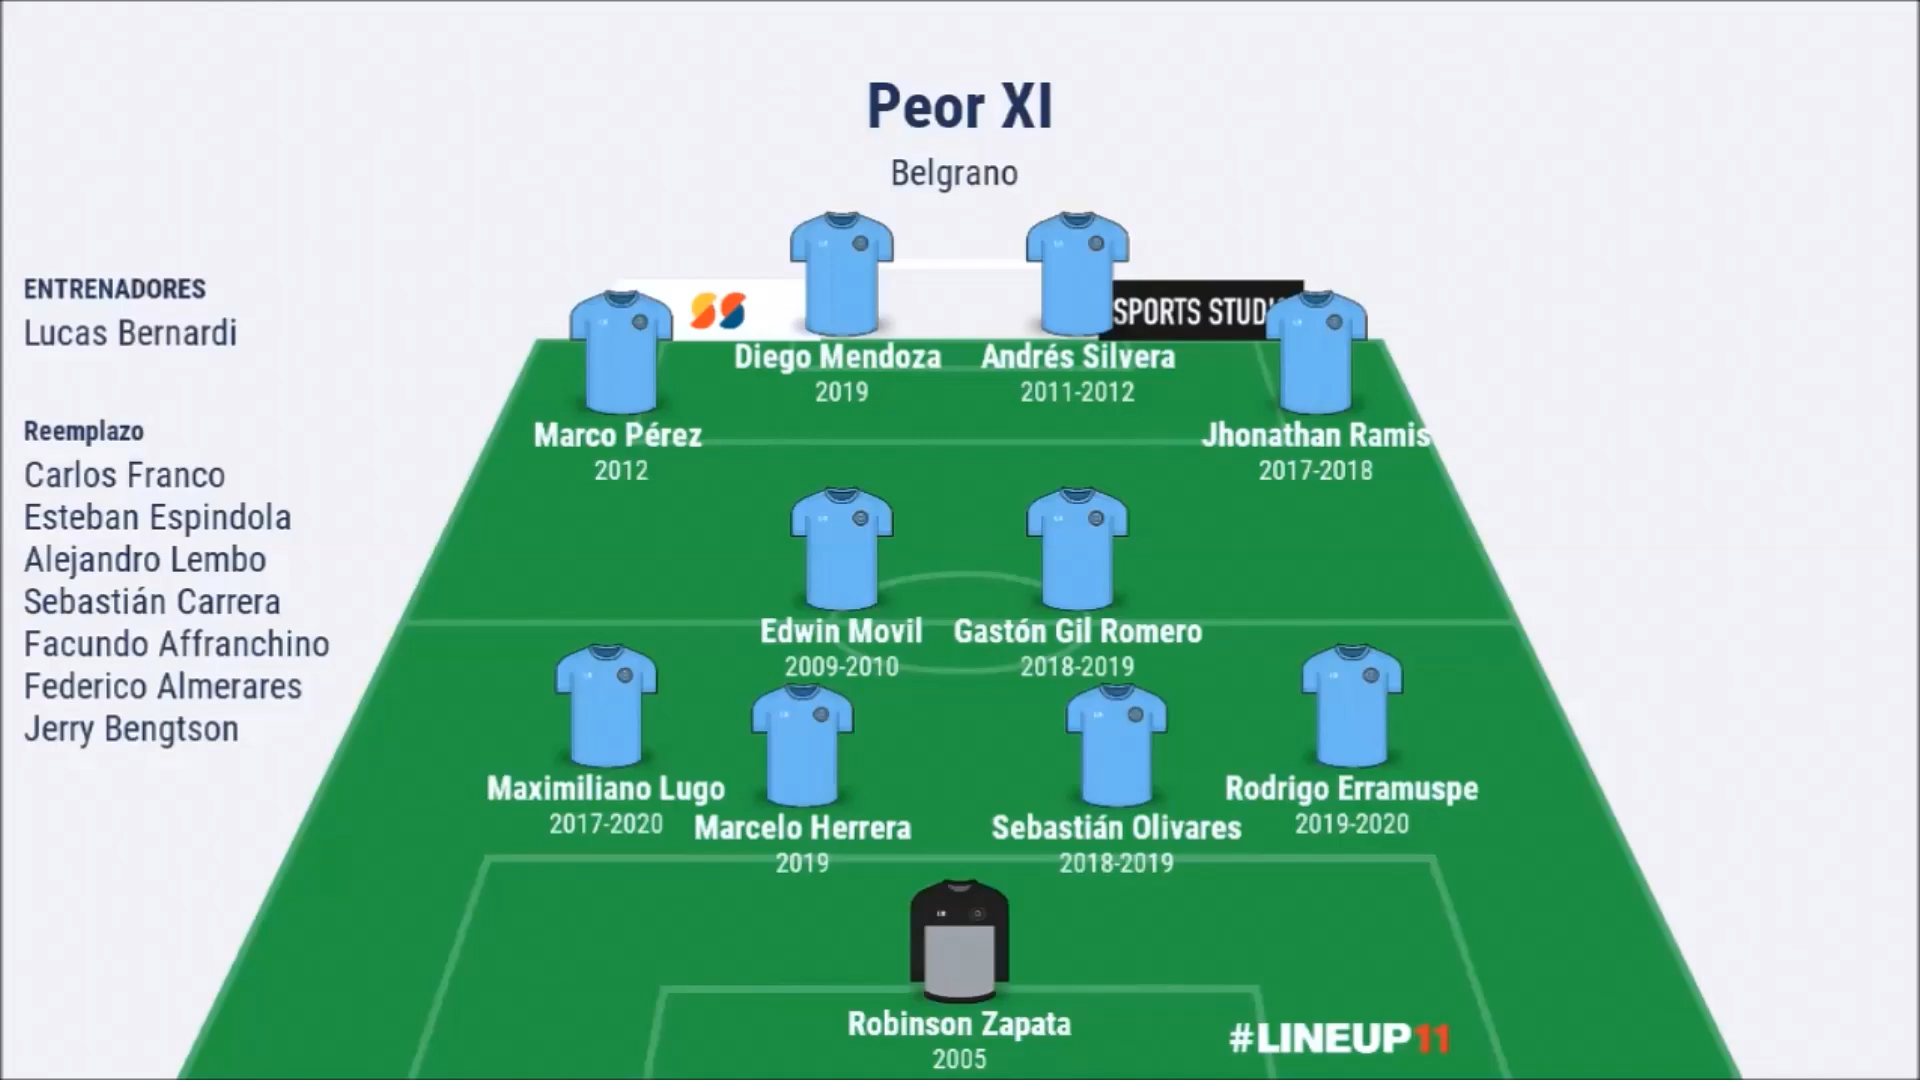 Peor XI
Belgrano
ENTRENADORES
Lucas Bernardi
Reemplazo
Carlos Franco
Esteban Espindola
Alejandro Lembo
Sebastián Carrera
Facundo Affranchino
Federico Almerares
Jerry Bengtson
SPORTS STUD
Diego Mendoza
2019
Andrés Silvera
2011-2012
Marco Pérez
2012
Jhonathan Ramis
2017-2018
Edwin Movil
2009-2010
Gastón Gil Romero
2018-2019
Maximiliano Lugo
2017-2020
Marcelo Herrera
2019
Sebastián Olivares
2018-2019
Rodrigo Erramuspe
2019-2020
Robinson Zapata
2005
#LINEUP11